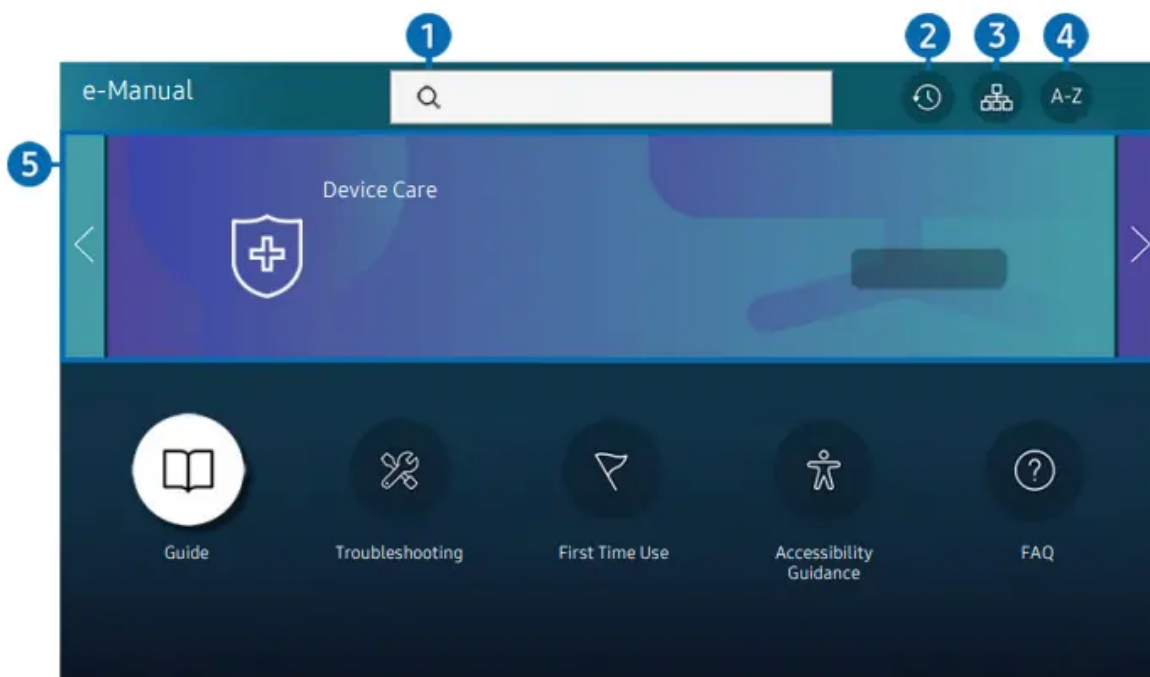 1
2
3
4
e-Manual
A-Z
5
Device Care
Guide
Troubleshooting
First Time Use
Accessibility
Guidance
FAQ